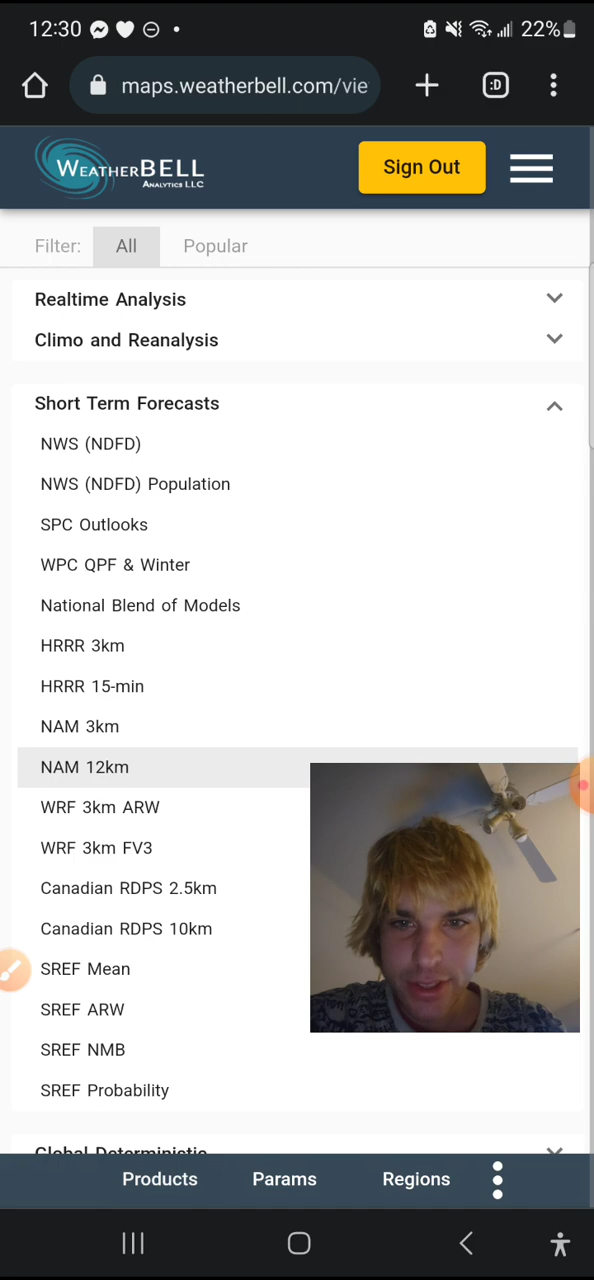 12:30 22%
maps.weatherbell.com/vie :D
WEATHERBELL
ANALYTICS LLC
Sign Out
Filter: All Popular
Realtime Analysis
Climo and Reanalysis
Short Term Forecasts
NWS (NDFD)
NWS (NDFD) Population
SPC Outlooks
WPC QPF & Winter
National Blend of Models
HRRR 3km
HRRR 15-min
NAM 3km
NAM 12km
WRF 3km ARW
WRF 3km FV3
Canadian RDPS 2.5km
Canadian RDPS 10km
SREF Mean
SREF ARW
SREF NMB
SREF Probability
Global Deterministic
Products Params Regions